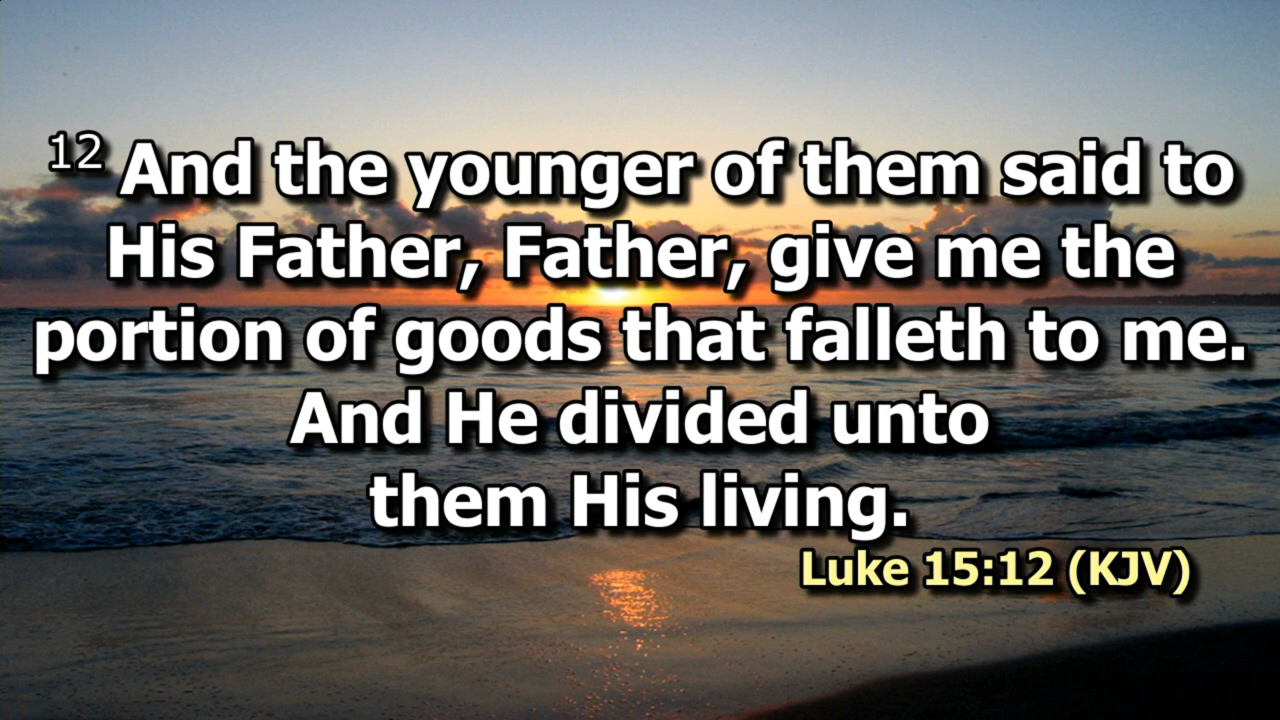 12 And the younger of them said to
His Father, Father, give me the
portion of goods that falleth to me.
And He divided unto
them His living.
Luke 15:12 (KJV)